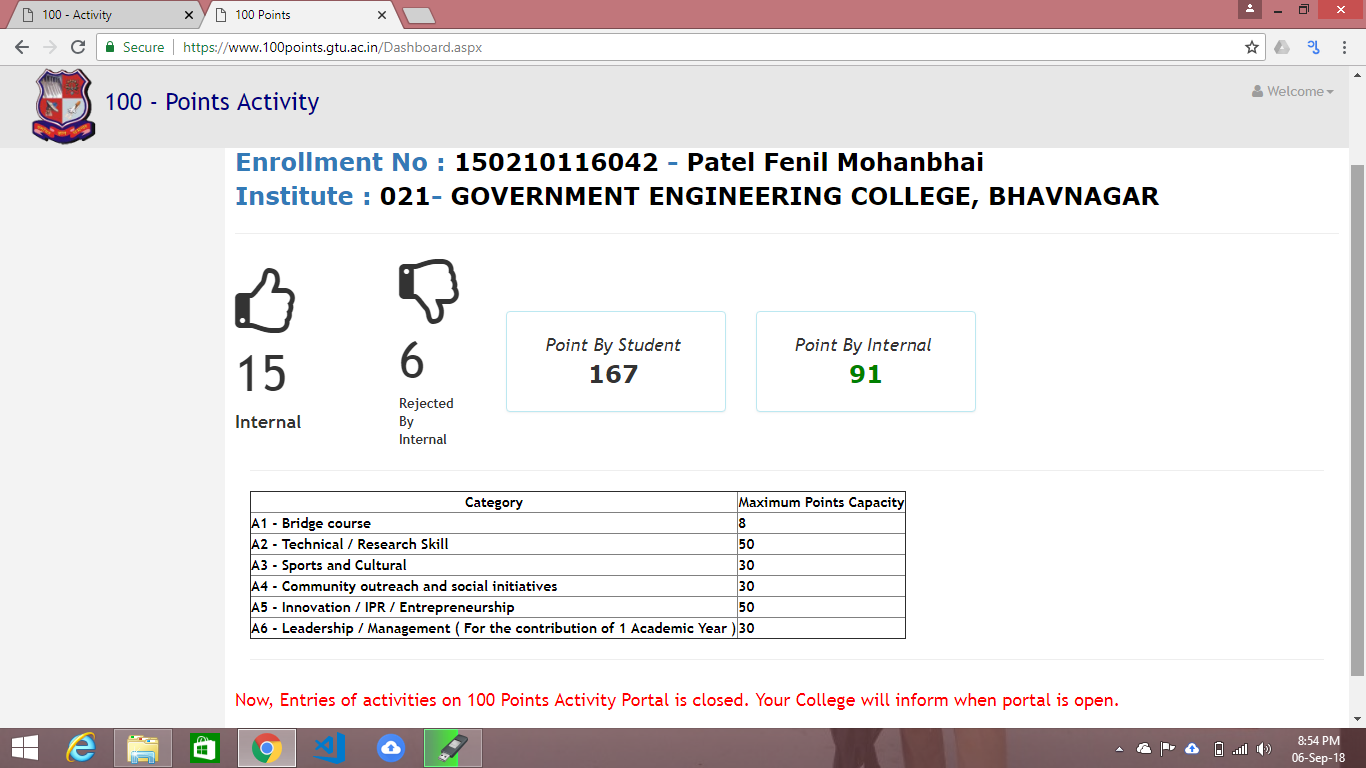 100 - Activity
100 Points
Secure https://www.100points.gtu.ac.in/Dashboard.aspx
100 - Points Activity
Welcome
Enrollment No : 150210116042 - Patel Fenil Mohanbhai
Institute : 021- GOVERNMENT ENGINEERING COLLEGE, BHAVNAGAR
15
Internal
6
Rejected
By
Internal
Point By Student
167
Point By Internal
91
Category Maximum Points Capacity
A1 - Bridge course 8
A2 - Technical / Research Skill 50
A3 - Sports and Cultural 30
A4 - Community outreach and social initiatives 30
A5 - Innovation / IPR / Entrepreneurship 50
A6 - Leadership / Management ( For the contribution of 1 Academic Year ) 30
Now, Entries of activities on 100 Points Activity Portal is closed. Your College will inform when portal is open.
8:54 PM
06-Sep-18